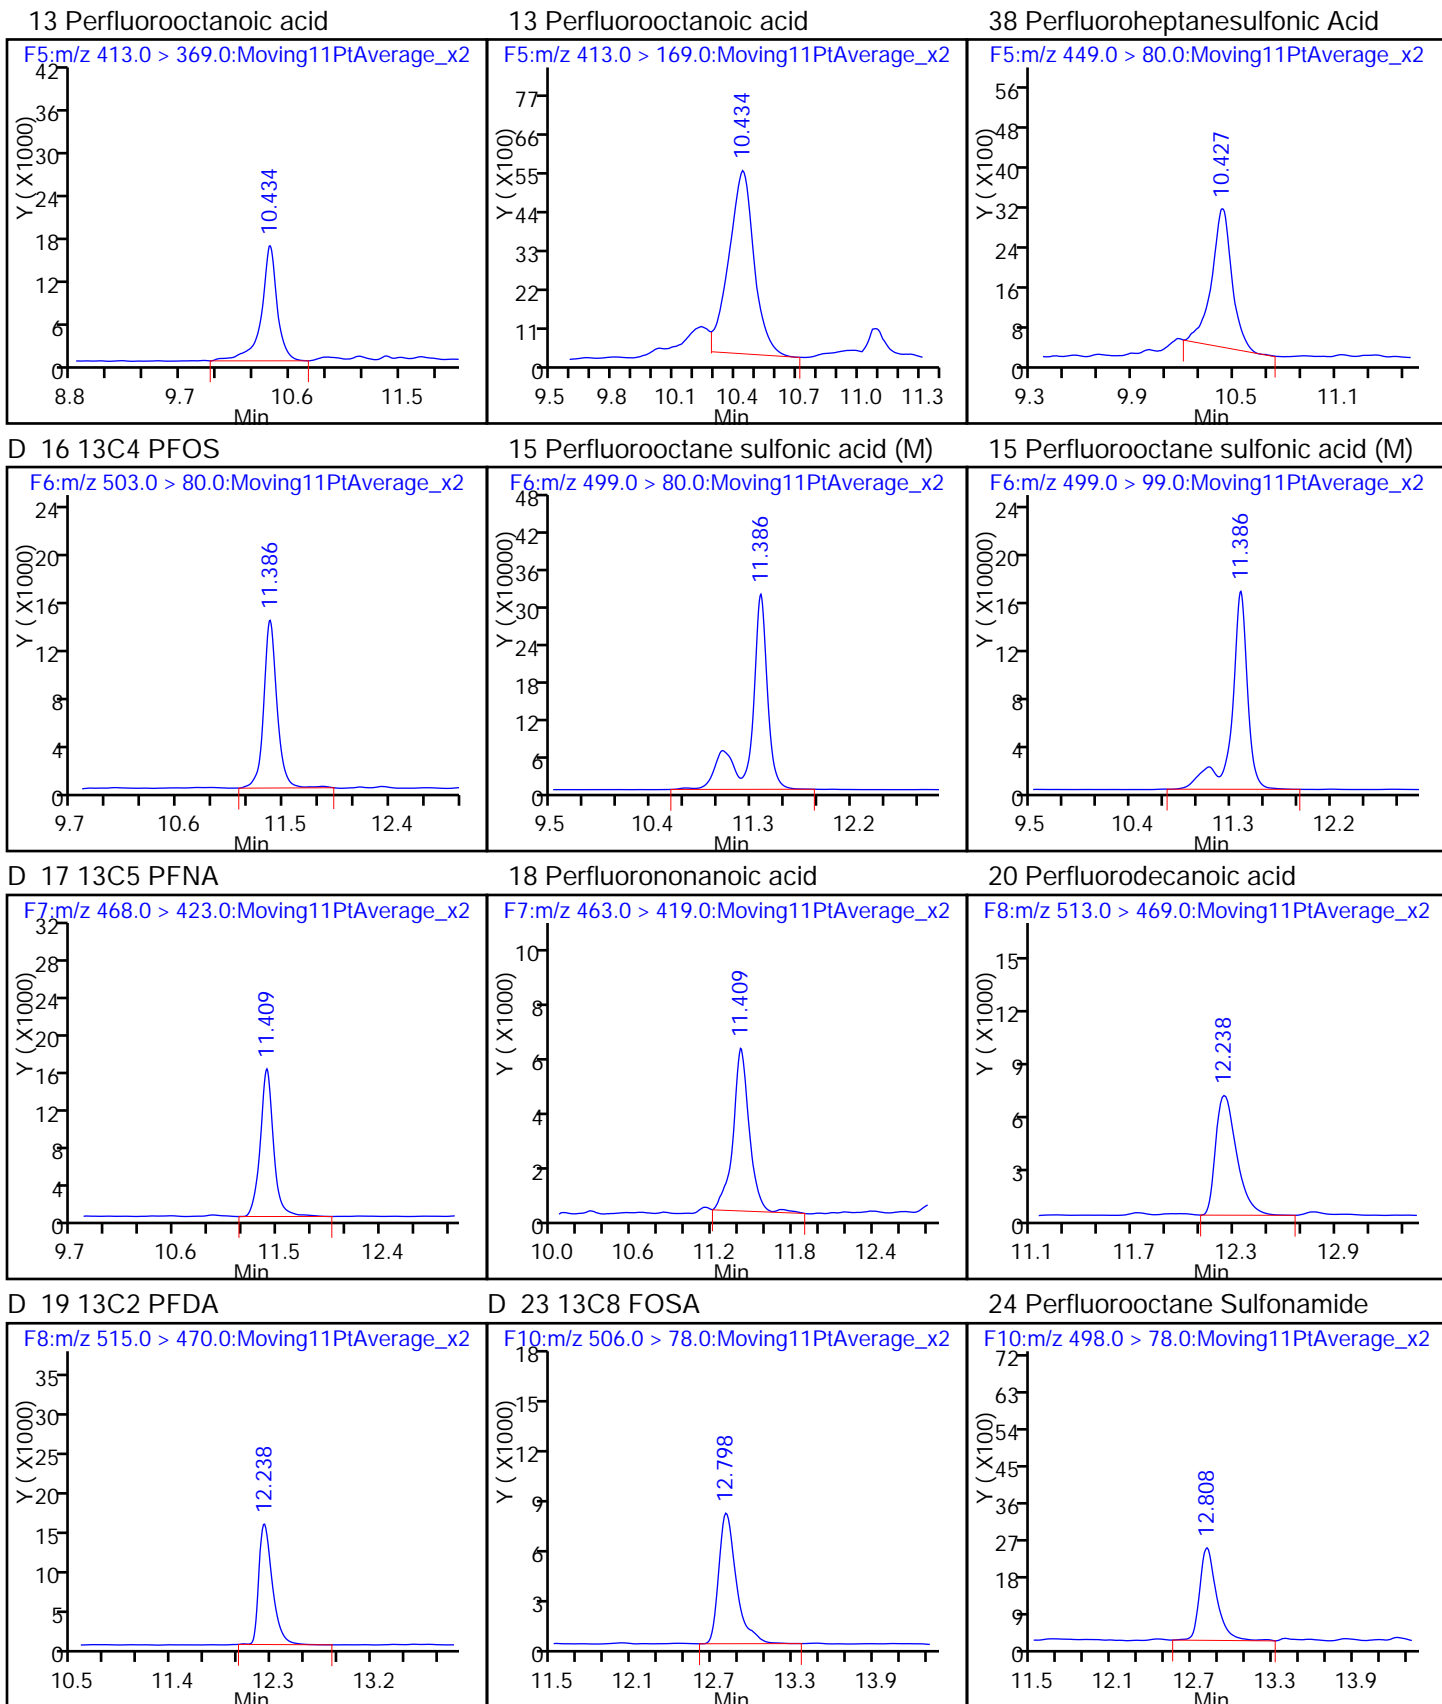 13 Perfluorooctanoic acid
F5:m/z 413.0 > 369.0:Moving11PtAverage_x2
Y ( X1000)
42
36
30
24
18
12
6
0
10.434
8.8 9.7 10.6 11.5
Min
13 Perfluorooctanoic acid
F5:m/z 413.0 > 169.0:Moving11PtAverage_x2
Y ( X100)
77
66
55
44
33
22
11
0
10.434
9.5 9.8 10.1 10.4 10.7 11.0 11.3
Min
38 Perfluoroheptanesulfonic Acid
F5:m/z 449.0 > 80.0:Moving11PtAverage_x2
Y ( X100)
56
48
40
32
24
16
8
0
10.427
9.3 9.9 10.5 11.1
Min
D 16 13C4 PFOS
F6:m/z 503.0 > 80.0:Moving11PtAverage_x2
Y ( X1000)
24
20
16
12
8
4
0
11.386
9.7 10.6 11.5 12.4
Min
15 Perfluorooctane sulfonic acid (M)
F6:m/z 499.0 > 80.0:Moving11PtAverage_x2
Y ( X10000)
48
42
36
30
24
18
12
6
0
11.386
9.5 10.4 11.3 12.2
Min
15 Perfluorooctane sulfonic acid (M)
F6:m/z 499.0 > 99.0:Moving11PtAverage_x2
Y ( X10000)
24
20
16
12
8
4
0
11.386
9.5 10.4 11.3 12.2
Min
D 17 13C5 PFNA
F7:m/z 468.0 > 423.0:Moving11PtAverage_x2
Y ( X1000)
32
28
24
20
16
12
8
4
0
11.409
9.7 10.6 11.5 12.4
Min
18 Perfluorononanoic acid
F7:m/z 463.0 > 419.0:Moving11PtAverage_x2
Y ( X1000)
10
8
6
4
2
0
11.409
10.0 10.6 11.2 11.8 12.4
Min
20 Perfluorodecanoic acid
F8:m/z 513.0 > 469.0:Moving11PtAverage_x2
Y ( X1000)
15
12
9
6
3
0
12.238
11.1 11.7 12.3 12.9
Min
D 19 13C2 PFDA
F8:m/z 515.0 > 470.0:Moving11PtAverage_x2
Y ( X1000)
35
30
25
20
15
10
5
0
12.238
10.5 11.4 12.3 13.2
Min
D 23 13C8 FOSA
F10:m/z 506.0 > 78.0:Moving11PtAverage_x2
Y ( X1000)
18
15
12
9
6
3
0
12.798
11.5 12.1 12.7 13.3 13.9
Min
24 Perfluorooctane Sulfonamide
F10:m/z 498.0 > 78.0:Moving11PtAverage_x2
Y ( X100)
72
63
54
45
36
27
18
9
0
12.808
11.5 12.1 12.7 13.3 13.9
Min